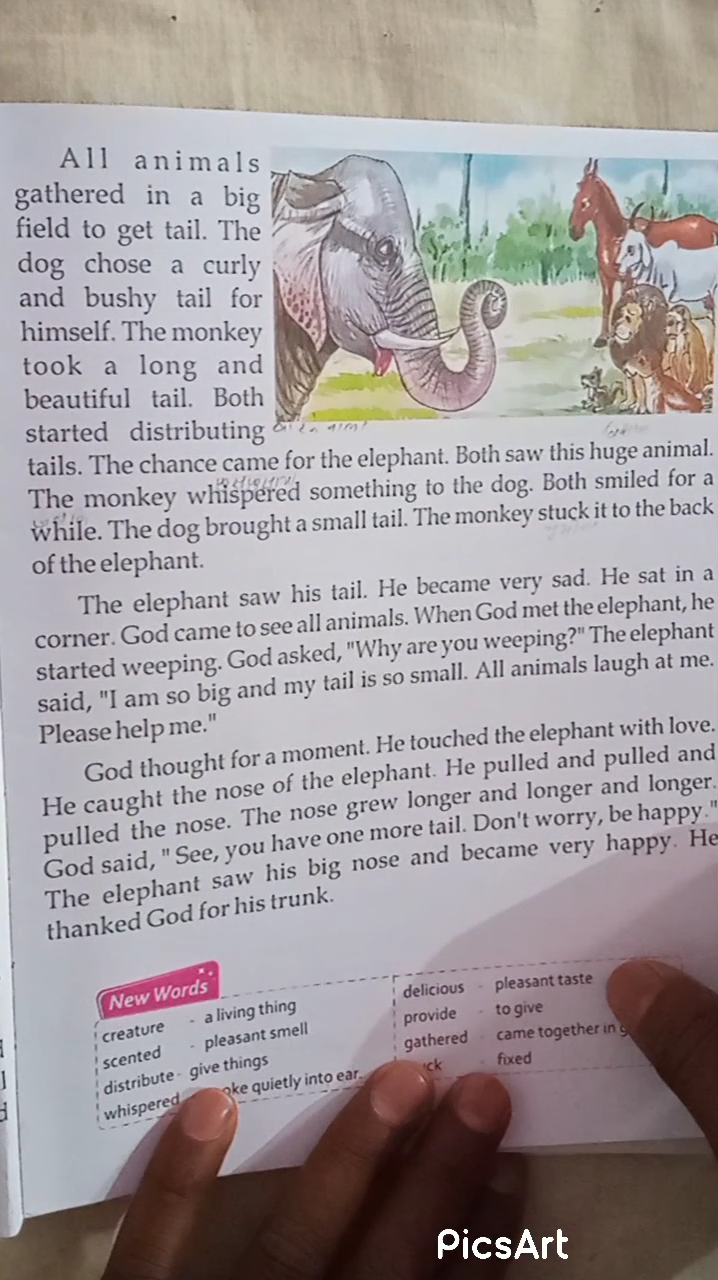 All animals
gathered in a big
field to get tail. The
dog chose a curly
and bushy tail for
himself. The monkey
took a long and
beautiful tail. Both
started distributing
tails. The chance came for the elephant. Both saw this huge animal.
The monkey whispered something to the dog. Both smiled for a
while. The dog brought a small tail. The monkey stuck it to the back
of the elephant.
The elephant saw his tail. He became very sad. He sat in a
corner. God came to see all animals. When God met the elephant, he
started weeping. God asked, "Why are you weeping?" The elephant
said, "I am so big and my tail is so small. All animals laugh at me.
Please help me."
God thought for a moment. He touched the elephant with love.
He caught the nose of the elephant. He pulled and pulled and
pulled the nose. The nose grew longer and longer and longer.
God said, " See, you have one more tail. Don't worry, be happy."
The elephant saw his big nose and became very happy. He
thanked God for his trunk.
New Words
creature - a living thing
scented - pleasant smell
distribute - give things
whispered oke quietly into ear.
delicious - pleasant taste
provide - to give
gathered came together in
ck fixed
PicsArt